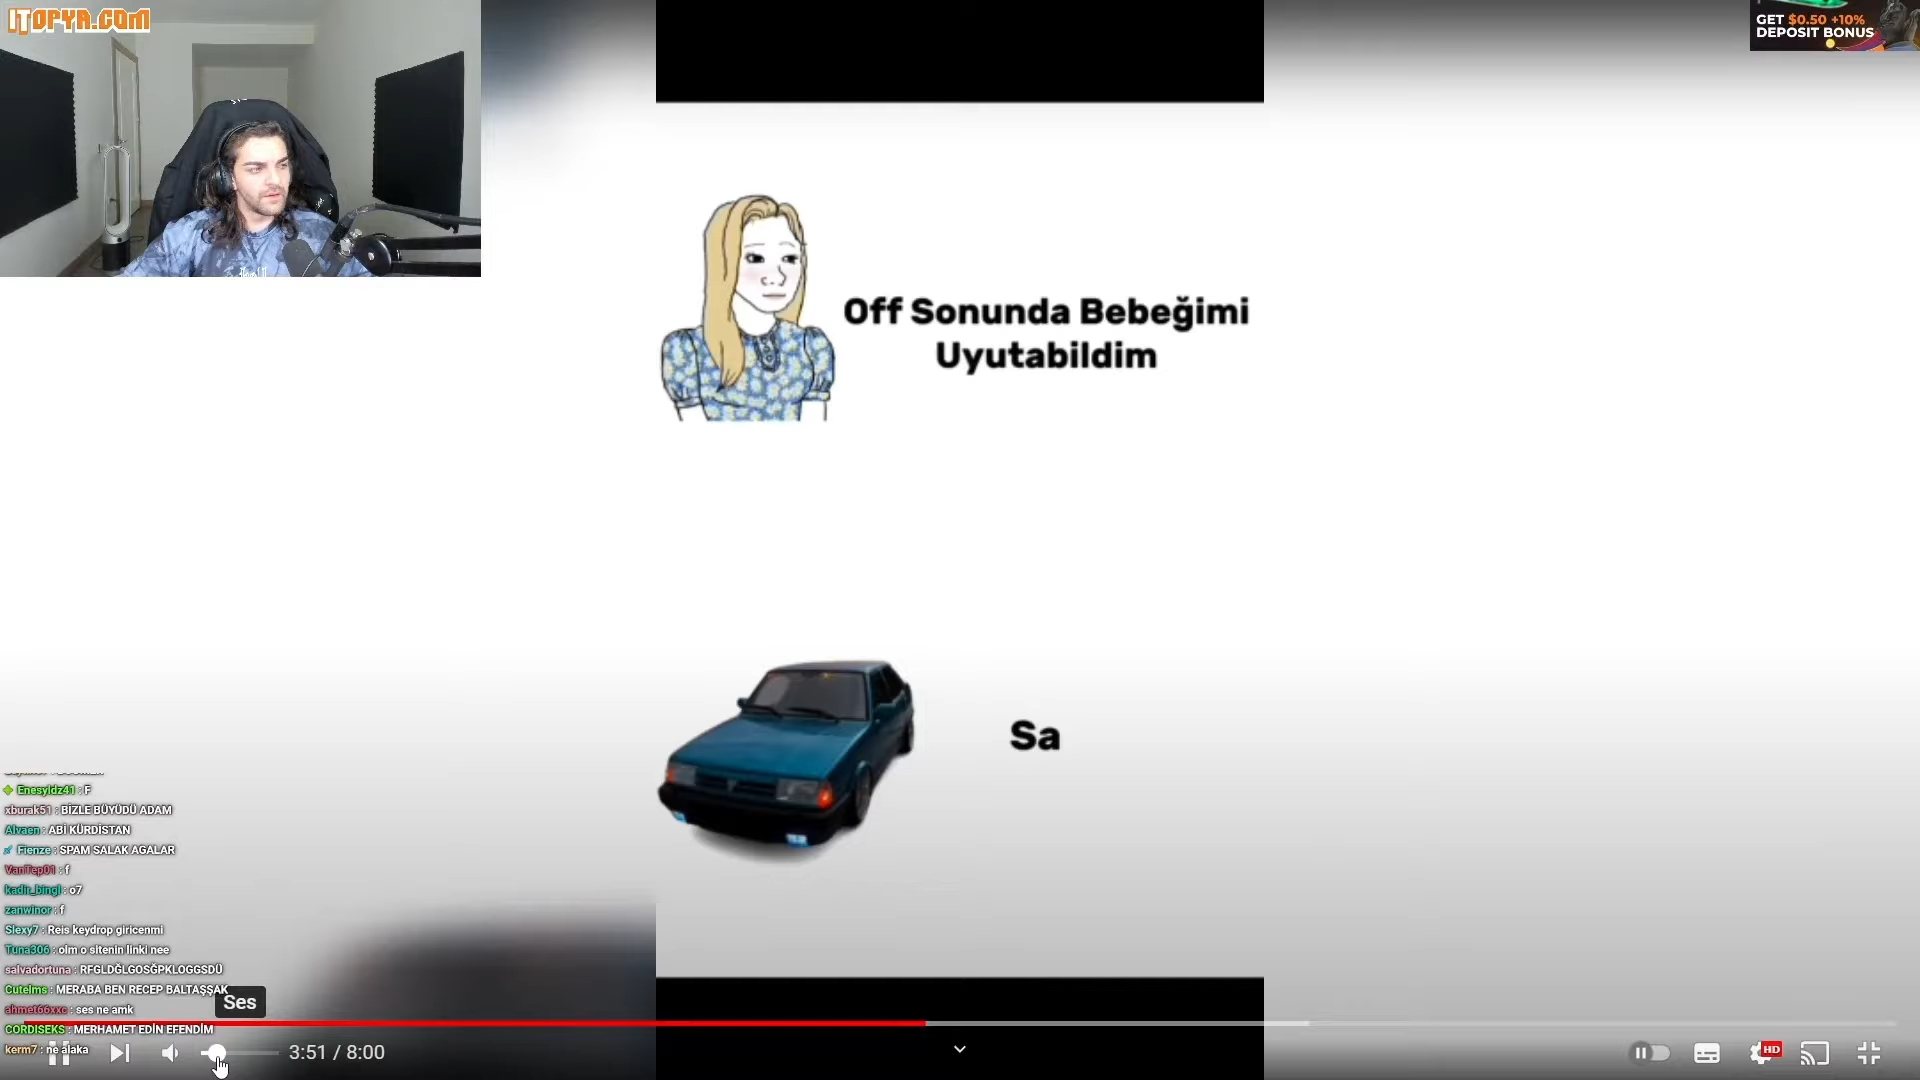 ITOPYA.COM
GET $0.50 +10%
DEPOSIT BONUS
Off Sonunda Bebeğimi
Uyutabildim
Sa
Enesyldz41 : F
xburak51 : BİZLE BÜYÜDÜ ADAM
Alvaen : ABİ KÜRDİSTAN
Fienze : SPAM SALAK AGALAR
VanTep01 : f
kadir_bingl : o7
zanwinor : f
Slexy7 : Reis keydrop giricenmi
Tuna306 : olm o sitenin linki nee
salvadortuna : RFGLDĞLGOSĞPKLOGGSDÜ
Cutelms : MERABA BEN RECEP BALTAŞŞAK
ahmet66xxc : ses ne amk
CORDISEKS : MERHAMET EDİN EFENDİM
kerm7 : ne alaka
Ses
3:51 / 8:00
HD